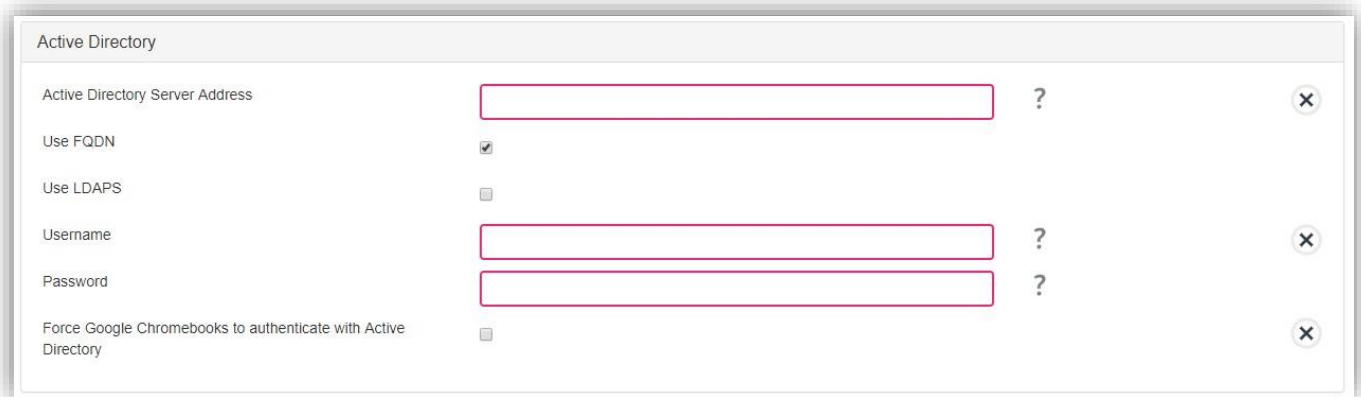 Active Directory
Active Directory Server Address
?
Use FQDN
Use LDAPS
Username
?
Password
?
Force Google Chromebooks to authenticate with Active
Directory